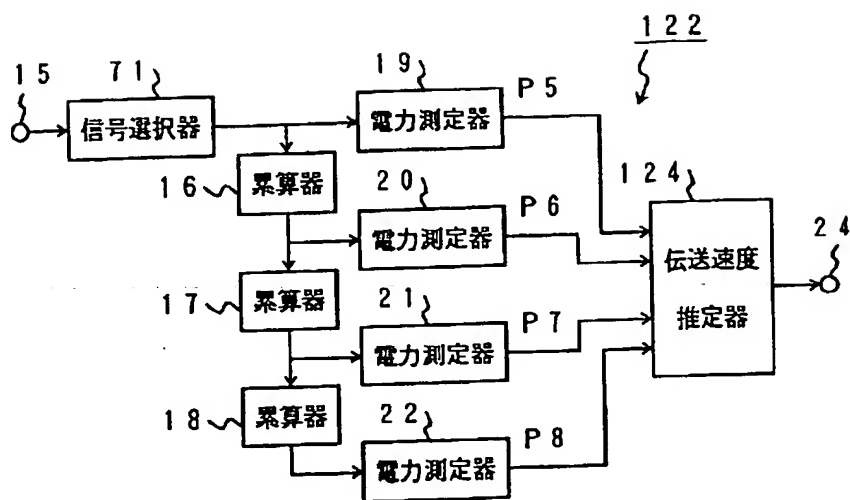 122
15
71
19
P5
信号選択器
電力測定器
16
累算器
20
P6
124
24
電力測定器
伝送速度
推定器
17
累算器
21
P7
電力測定器
18
累算器
22
P8
電力測定器